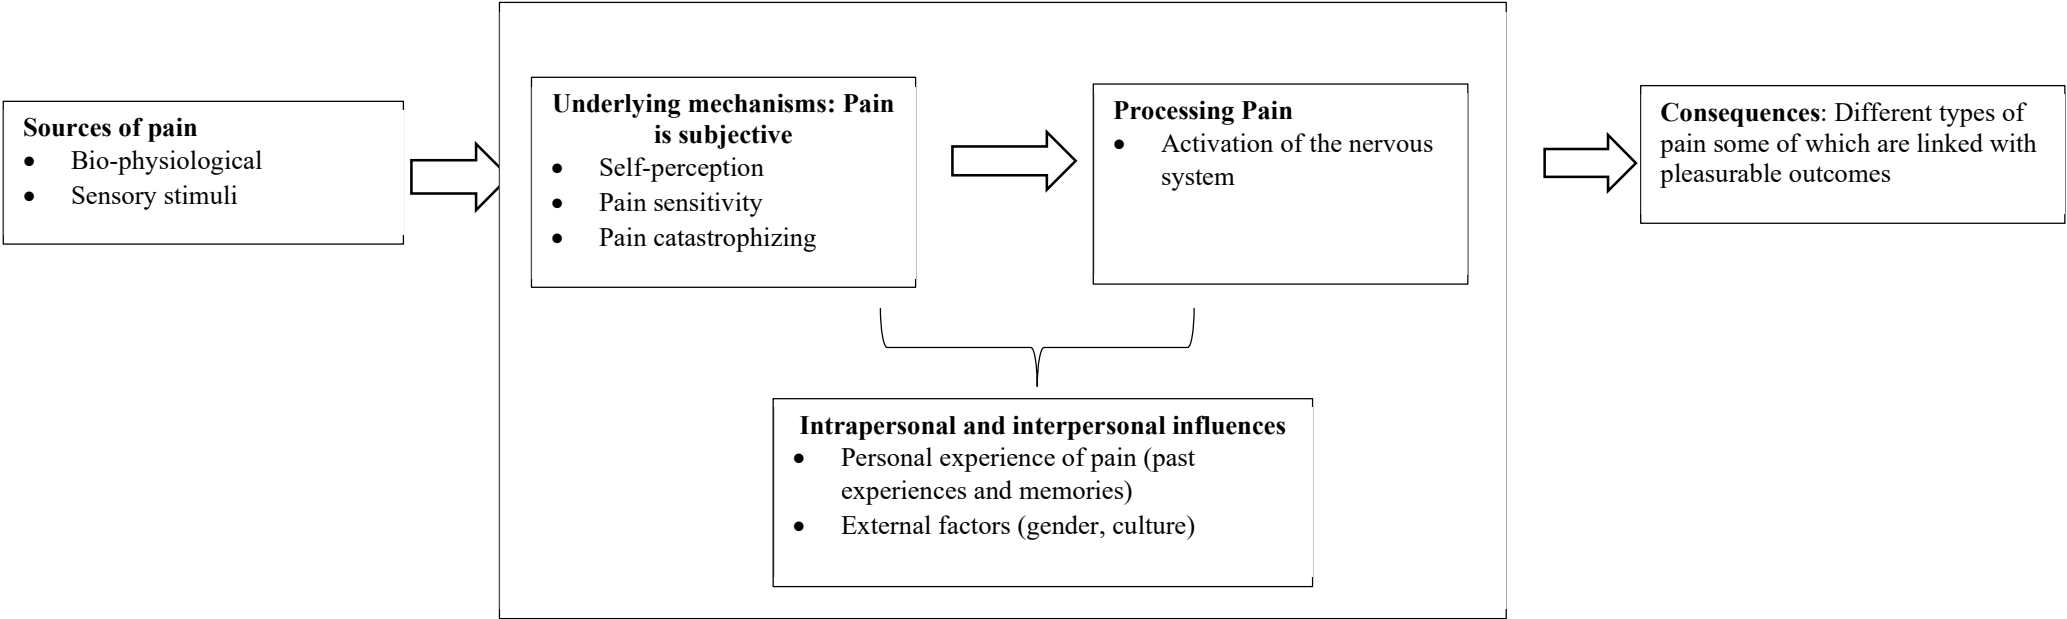 Sources of pain
• Bio-physiological
• Sensory stimuli
Underlying mechanisms: Pain
is subjective
• Self-perception
• Pain sensitivity
• Pain catastrophizing
Processing Pain
• Activation of the nervous
system
Consequences: Different types of
pain some of which are linked with
pleasurable outcomes
Intrapersonal and interpersonal influences
• Personal experience of pain (past
experiences and memories)
• External factors (gender, culture)